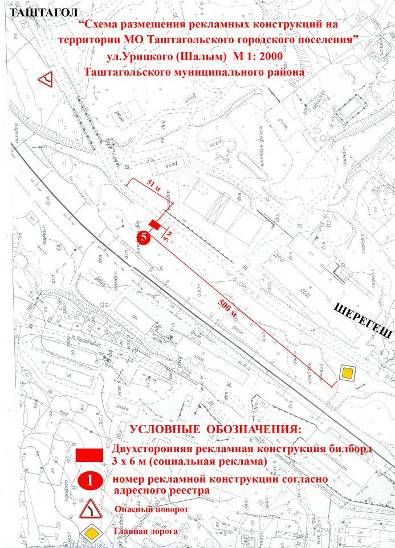 ТАШТАГОЛ
“Схема размещения рекламных конструкций на
территории МО Таштагольского городского поселения”
ул.Урицкого (Шалым) М 1: 2000
Таштагольского муниципального района
51 м
5
500 м
ШЕРЕГЕШ
УСЛОВНЫЕ ОБОЗНАЧЕНИЯ:
Двухсторонняя рекламная конструкция билборд
3 х 6 м (социальная реклама)
1
номер рекламной конструкции согласно
адресного реестра
Опасный поворот
Главная дорога